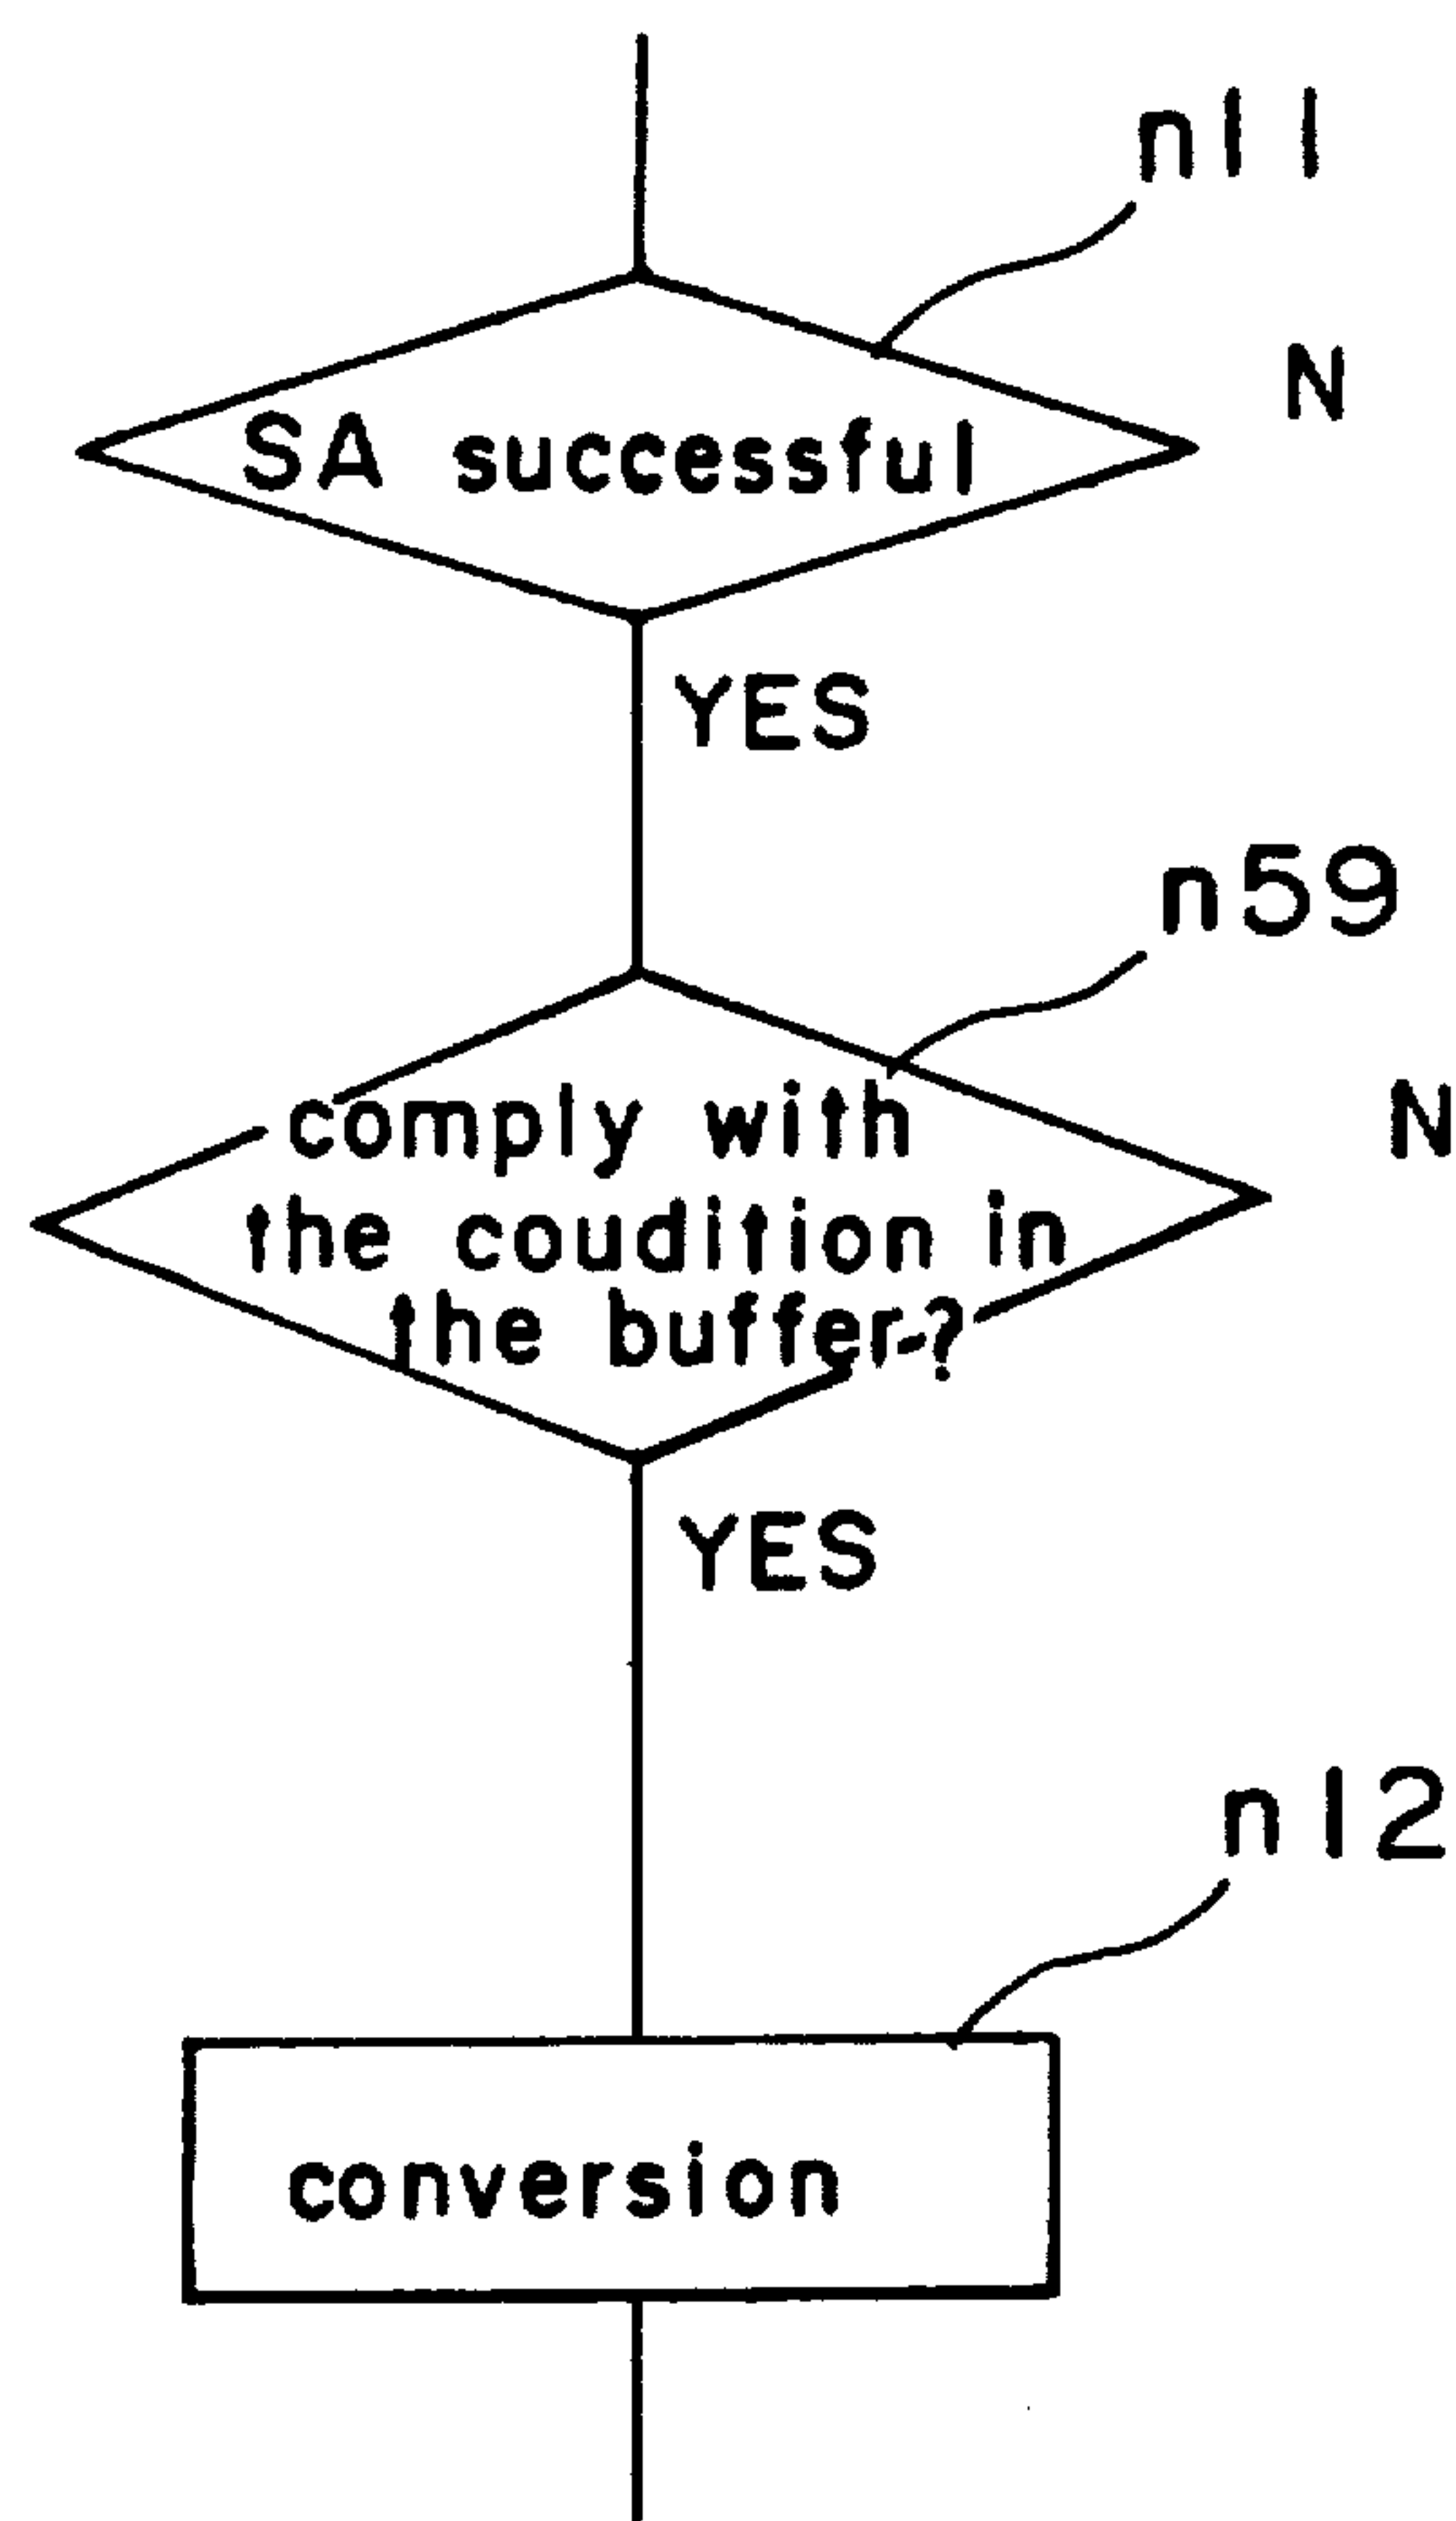 n11
N
SA successful
YES
n59
N
comply with
the coudition in
the buffer?
YES
n12
conversion